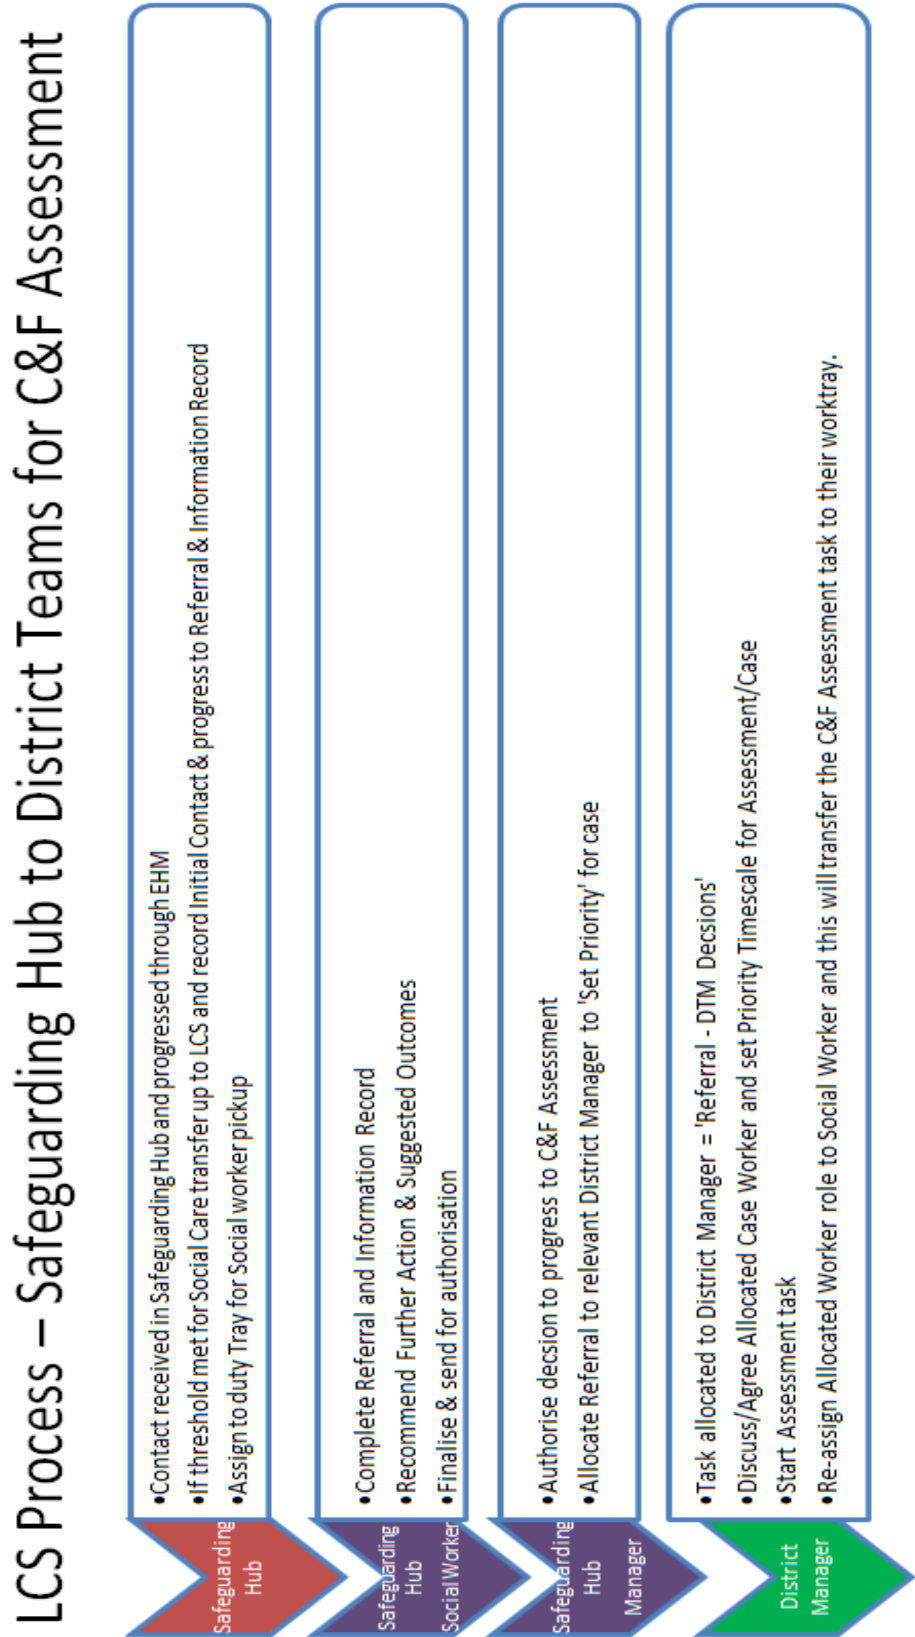 LCS Process – Safeguarding Hub to District Teams for C&F Assessment
Safeguarding
Hub
•Contact received in Safeguarding Hub and progressed through EHM
•If threshold met for Social Care transfer up to LCS and record Initial Contact & progress to Referral & Information Record
•Assign to duty Tray for Social worker pickup
Safeguarding
Hub
Social Worker
•Complete Referral and Information Record
•Recommend Further Action & Suggested Outcomes
•Finalise & send for authorisation
Safeguarding
Hub
Manager
•Authorise decsion to progress to C&F Assessment
•Allocate Referral to relevant District Manager to 'Set Priority' for case
District
Manager
•Task allocated to District Manager = 'Referral - DTM Decsions'
•Discuss/Agree Allocated Case Worker and set Priority Timescale for Assessment/Case
•Start Assessment task
•Re-assign Allocated Worker role to Social Worker and this will transfer the C&F Assessment task to their worktray.